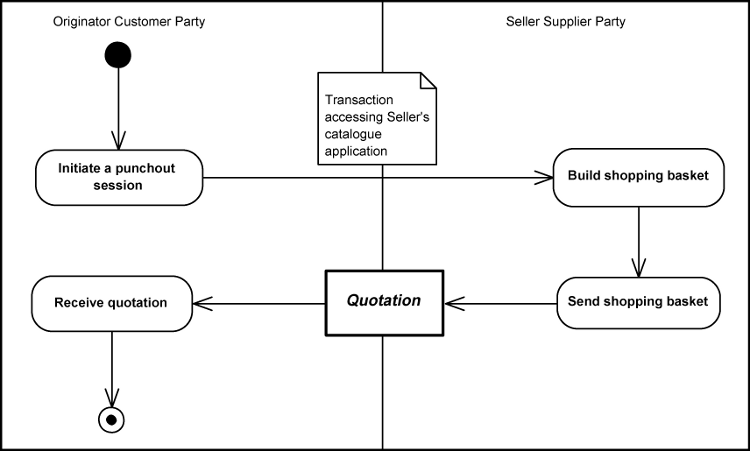 Originator Customer Party
Seller Supplier Party
Transaction
accessing Seller's
catalogue
application
Initiate a punchout
session
Build shopping basket
Receive quotation
Quotation
Send shopping basket